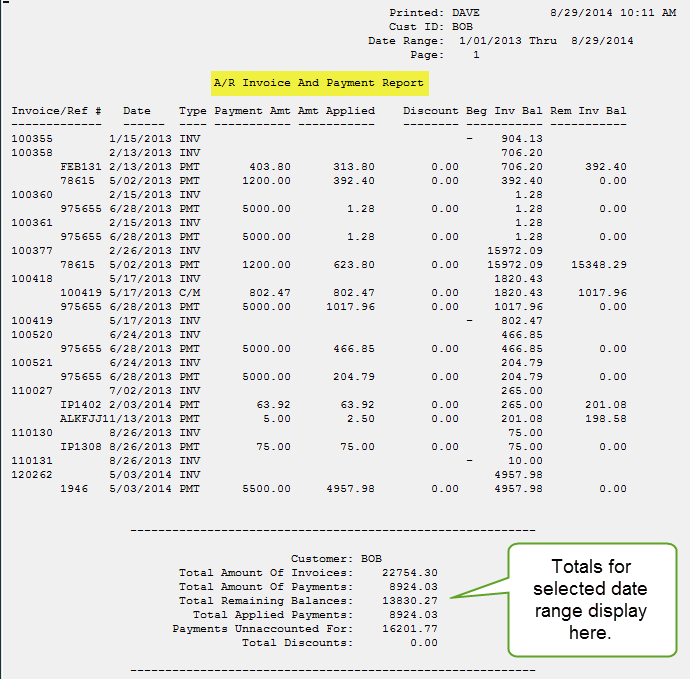 Printed: DAVE 8/29/2014 10:11 AM
Cust ID: BOB
Date Range: 1/01/2013 Thru 8/29/2014
Page: 1
A/R Invoice And Payment Report
Invoice/Ref # Date Type Payment Amt Amt Applied Discount Beg Inv Bal Rem Inv Bal
100355 1/15/2013 INV - 904.13
100358 2/13/2013 INV 706.20
FEB131 2/13/2013 PMT 403.80 313.80 0.00 706.20 392.40
78615 5/02/2013 PMT 1200.00 392.40 0.00 392.40 0.00
100360 2/15/2013 INV 1.28
975655 6/28/2013 PMT 5000.00 1.28 0.00 1.28 0.00
100361 2/15/2013 INV 1.28
975655 6/28/2013 PMT 5000.00 1.28 0.00 1.28 0.00
100377 2/26/2013 INV 15972.09
78615 5/02/2013 PMT 1200.00 623.80 0.00 15972.09 15348.29
100418 5/17/2013 INV 1820.43
100419 5/17/2013 C/M 802.47 802.47 0.00 1820.43 1017.96
975655 6/28/2013 PMT 5000.00 1017.96 0.00 1017.96 0.00
100419 5/17/2013 INV - 802.47
100520 6/24/2013 INV 466.85
975655 6/28/2013 PMT 5000.00 466.85 0.00 466.85 0.00
100521 6/24/2013 INV 204.79
975655 6/28/2013 PMT 5000.00 204.79 0.00 204.79 0.00
110027 7/02/2013 INV 265.00
IP1402 2/03/2014 PMT 63.92 63.92 0.00 265.00 201.08
ALKFJJ11/13/2013 PMT 5.00 2.50 0.00 201.08 198.58
110130 8/26/2013 INV 75.00
IP1308 8/26/2013 PMT 75.00 75.00 0.00 75.00 0.00
110131 8/26/2013 INV - 10.00
120262 5/03/2014 INV 4957.98
1946 5/03/2014 PMT 5500.00 4957.98 0.00 4957.98 0.00
Customer: BOB
Total Amount Of Invoices: 22754.30
Total Amount Of Payments: 8924.03
Total Remaining Balances: 13830.27
Total Applied Payments: 8924.03
Payments Unaccounted For: 16201.77
Total Discounts: 0.00
Totals for
selected date
range display
here.